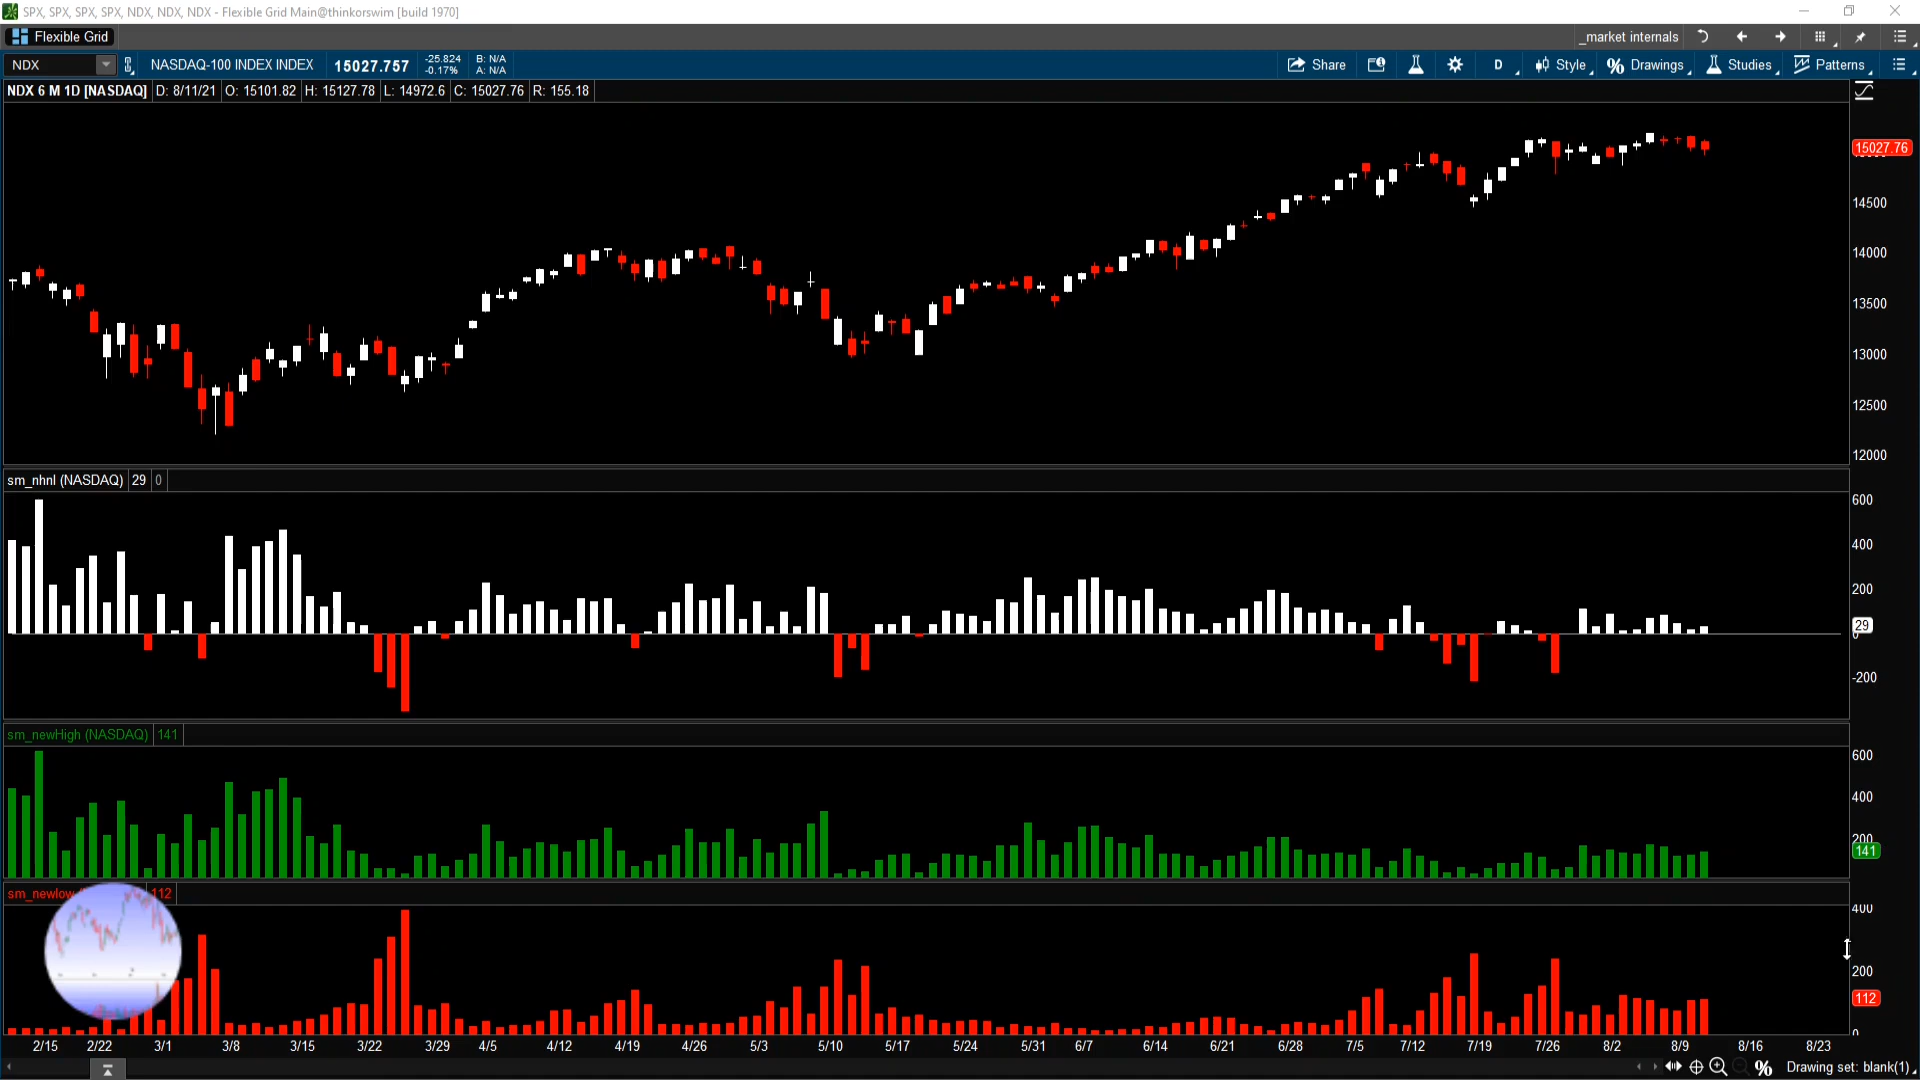 SPX, SPX, SPX, SPX, NDX, NDX, NDX - Flexible Grid Main@thinkorswim [build 1970]
Flexible Grid
_market internals
NDX
NASDAQ-100 INDEX INDEX
15027.757
-25.824
-0.17%
B: N/A
A: N/A
Share
D
Style
Drawings
Studies
Patterns
NDX 6 M 1D [NASDAQ] D: 8/11/21 O: 15101.82 H: 15127.78 L: 14972.6 C: 15027.76 R: 155.18
15027.76
14500
14000
13500
13000
12500
12000
sm_nhnl (NASDAQ) 29 0
600
400
200
29
0
-200
sm_newHigh (NASDAQ) 141
600
400
200
141
sm_newlow 112
400
200
112
0
2/15 2/22 3/1 3/8 3/15 3/22 3/29 4/5 4/12 4/19 4/26 5/3 5/10 5/17 5/24 5/31 6/7 6/14 6/21 6/28 7/5 7/12 7/19 7/26 8/2 8/9 8/16 8/23
Drawing set: blank(1)